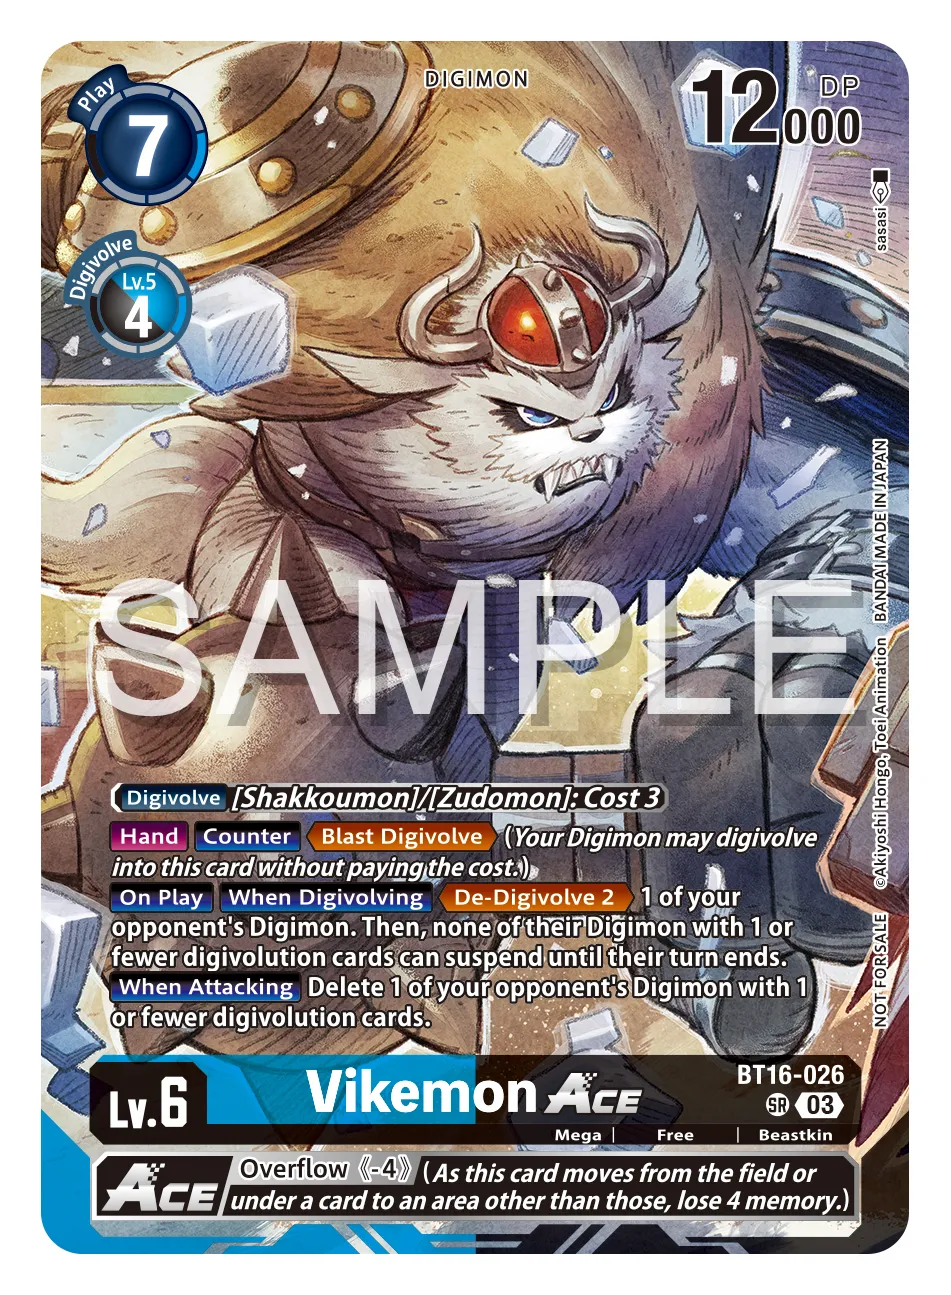 DIGIMON
Play
7
12000 DP
Digivolve
Lv.5
4
sasasi
SAMPLE
©Akiyoshi Hongo, Toei Animation BANDAI MADE IN JAPAN
NOT FOR SALE
Digivolve [Shakkoumon]/[Zudomon]: Cost 3
Hand Counter Blast Digivolve (Your Digimon may digivolve
into this card without paying the cost.)
On Play When Digivolving De-Digivolve 2 1 of your
opponent's Digimon. Then, none of their Digimon with 1 or
fewer digivolution cards can suspend until their turn ends.
When Attacking Delete 1 of your opponent's Digimon with 1
or fewer digivolution cards.
Lv.6
Vikemon ACE
BT16-026
SR 03
Mega | Free | Beastkin
ACE
Overflow《-4》(As this card moves from the field or
under a card to an area other than those, lose 4 memory.)